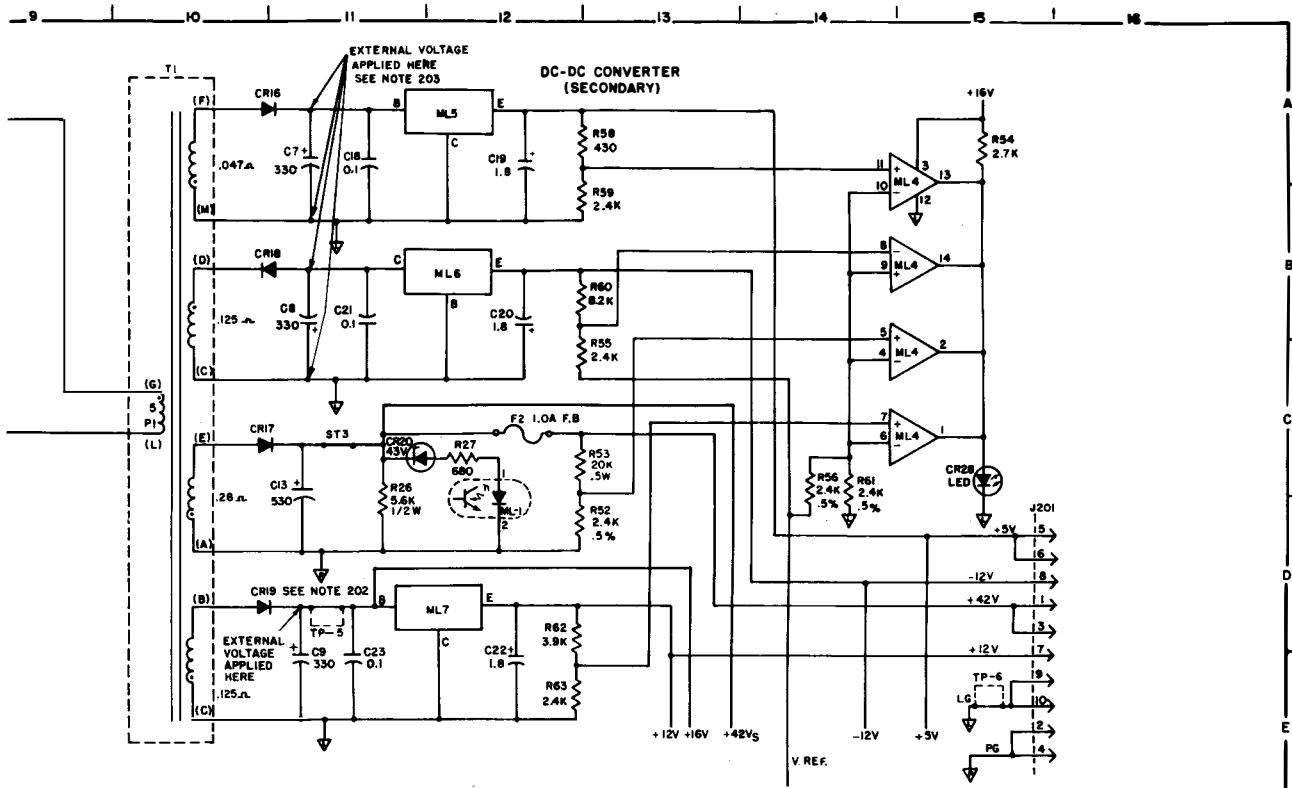 9 10 11 12 13 14 15 16
T1
EXTERNAL VOLTAGE
APPLIED HERE
SEE NOTE 203
DC-DC CONVERTER
(SECONDARY)
A
(F)
CR16
B
ML5
E
C
C7 +
330
C18
0.1
C19 +
1.8
R58
430
R59
2.4K
.047Ω
(M)
L
+16V
R54
2.7K
11
+
3
ML4
13
10
-
12
L
(D)
CR18
C
ML6
E
B
C8
330
+
C21
0.1
C20
1.8
+
R60
8.2K
R55
2.4K
.125 Ω
(C)
L
8
-
ML4
14
9
+
B
5
+
ML4
2
4
-
(G)
5
P1
(L)
C
(E)
CR17
ST3
CR20
43V
R27
680
F2 1.0A F.B
R53
20K
.5W
C13 +
530
R26
5.6K
1/2W
1
ML-1
2
R52
2.4K
.5%
.28 Ω
(A)
7
+
ML4
1
6
-
R56
2.4K
.5%
R61
2.4K
.5%
L
CR28
LED
L
J201
+5V 5
6
D
-12V 8
+42V 1
3
+12V 7
TP-6
9
LG
10
L
2
PG
4
(B)
CR19 SEE NOTE 202
B
ML7
E
C
TP-5
EXTERNAL
VOLTAGE
APPLIED
HERE
+
C9
330
C23
0.1
C22 +
1.8
R62
3.9K
R63
2.4K
.125Ω
(C)
L
+12V +16V +42VS
V. REF.
-12V +5V
E